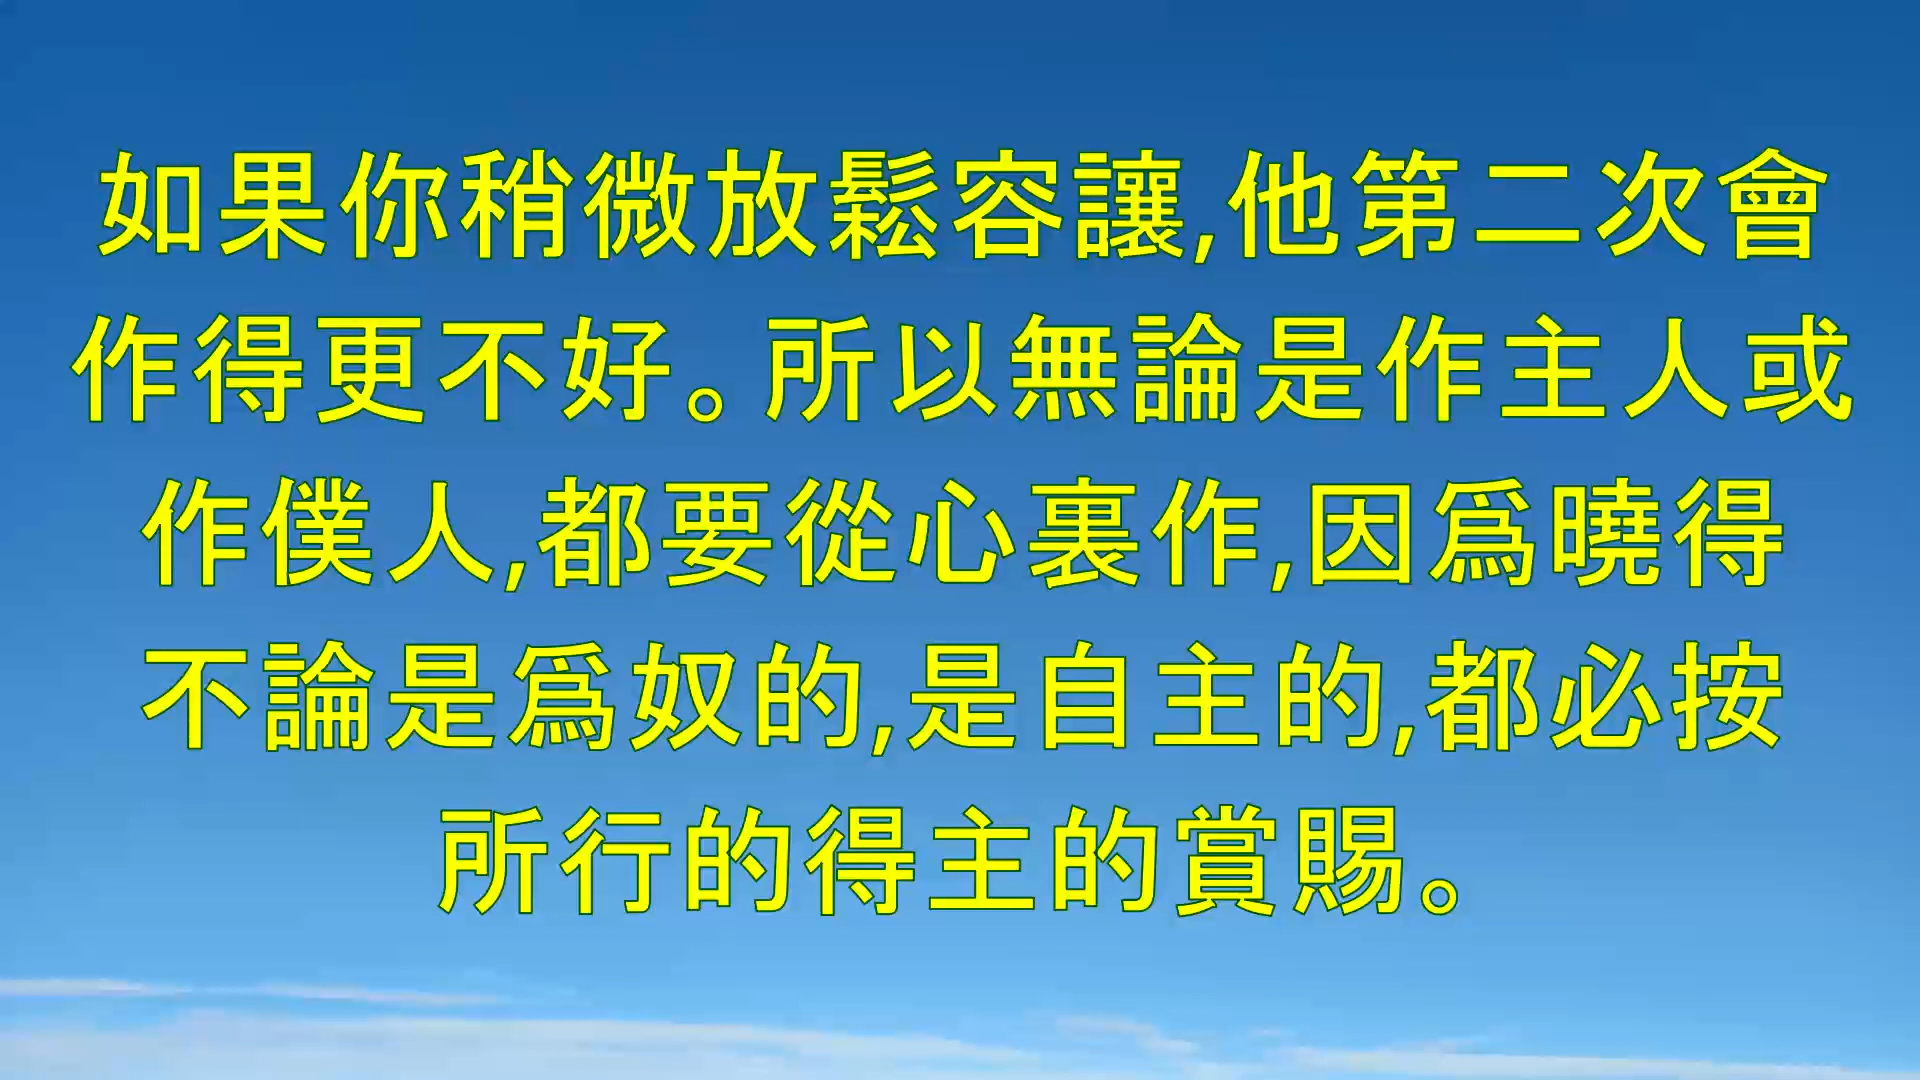 如果你稍微放鬆容讓,他第二次會
作得更不好。所以無論是作主人或
作僕人,都要從心裏作,因爲曉得
不論是爲奴的,是自主的,都必按
所行的得主的賞賜。